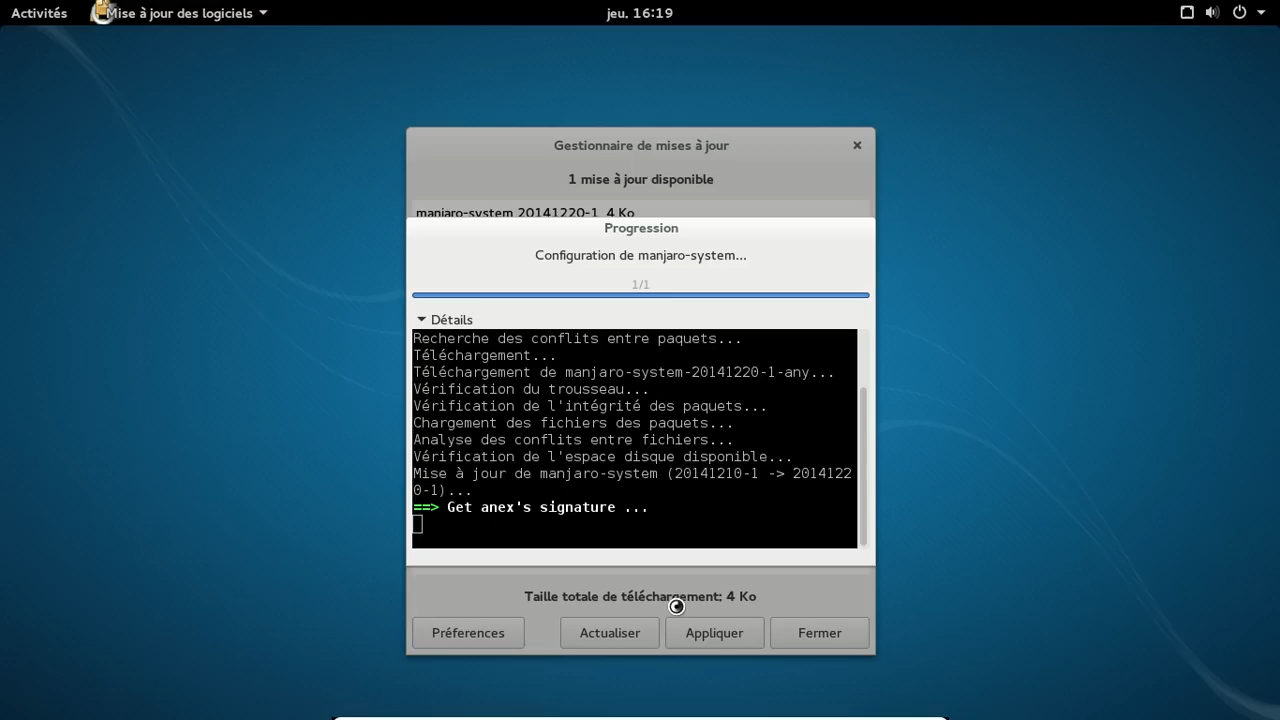 Activités Mise à jour des logiciels jeu. 16:19
Gestionnaire de mises à jour
1 mise à jour disponible
manjaro-system 20141220-1 4 Ko
Progression
Configuration de manjaro-system...
1/1
Détails
Recherche des conflits entre paquets...
Téléchargement...
Téléchargement de manjaro-system-20141220-1-any...
Vérification du trousseau...
Vérification de l'intégrité des paquets...
Chargement des fichiers des paquets...
Analyse des conflits entre fichiers...
Vérification de l'espace disque disponible...
Mise à jour de manjaro-system (20141210-1 -> 2014122
0-1)...
==> Get anex's signature ...
Taille totale de téléchargement: 4 Ko
Préferences Actualiser Appliquer Fermer